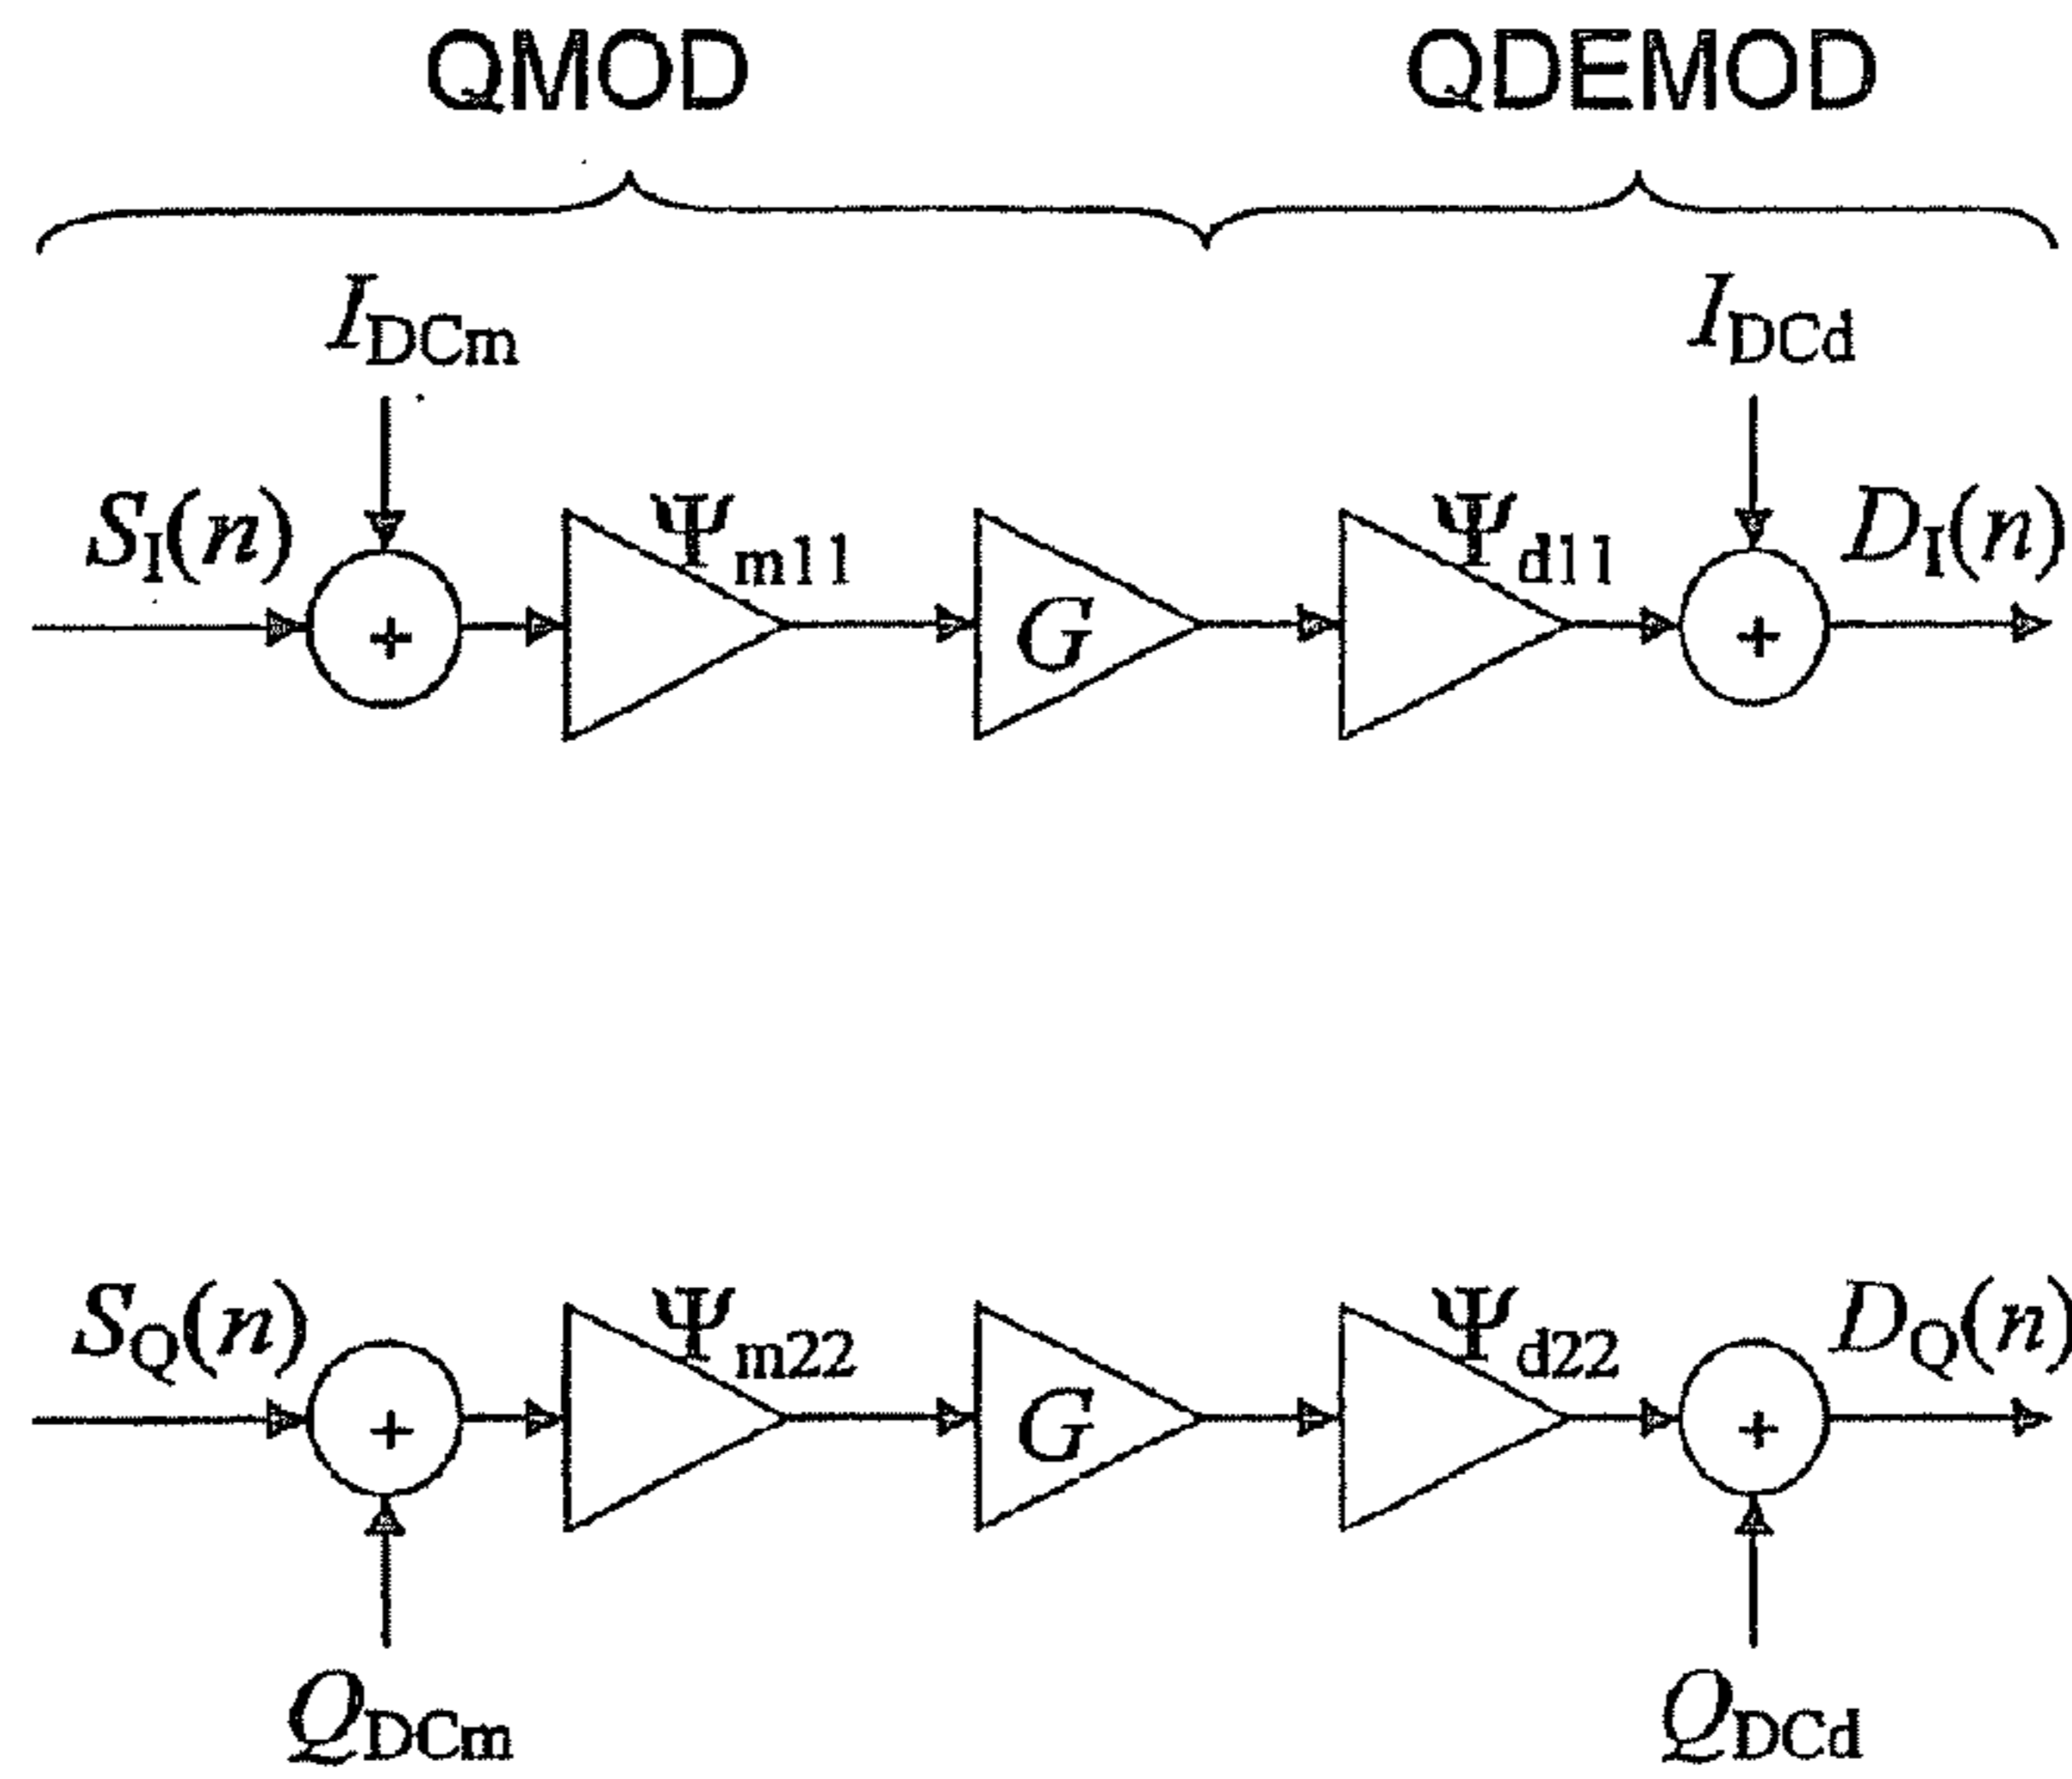 QMOD QDEMOD
I_DCm I_DCd
S_I(n) Ψ_m11 Ψ_d11 D_I(n)
+ G +
S_Q(n) Ψ_m22 Ψ_d22 D_Q(n)
+ G +
Q_DCm Q_DCd